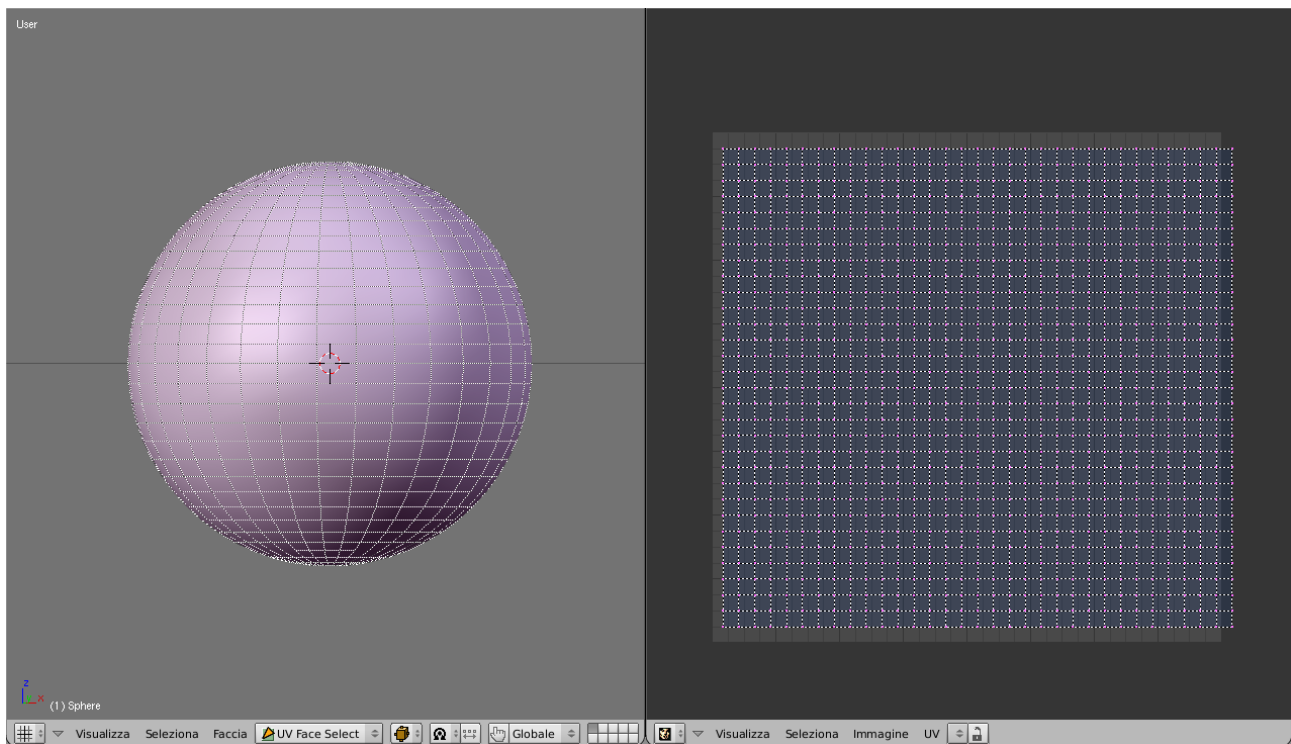 User
z
x
(1) Sphere
Visualizza Seleziona Faccia UV Face Select Globale
Visualizza Seleziona Immagine UV